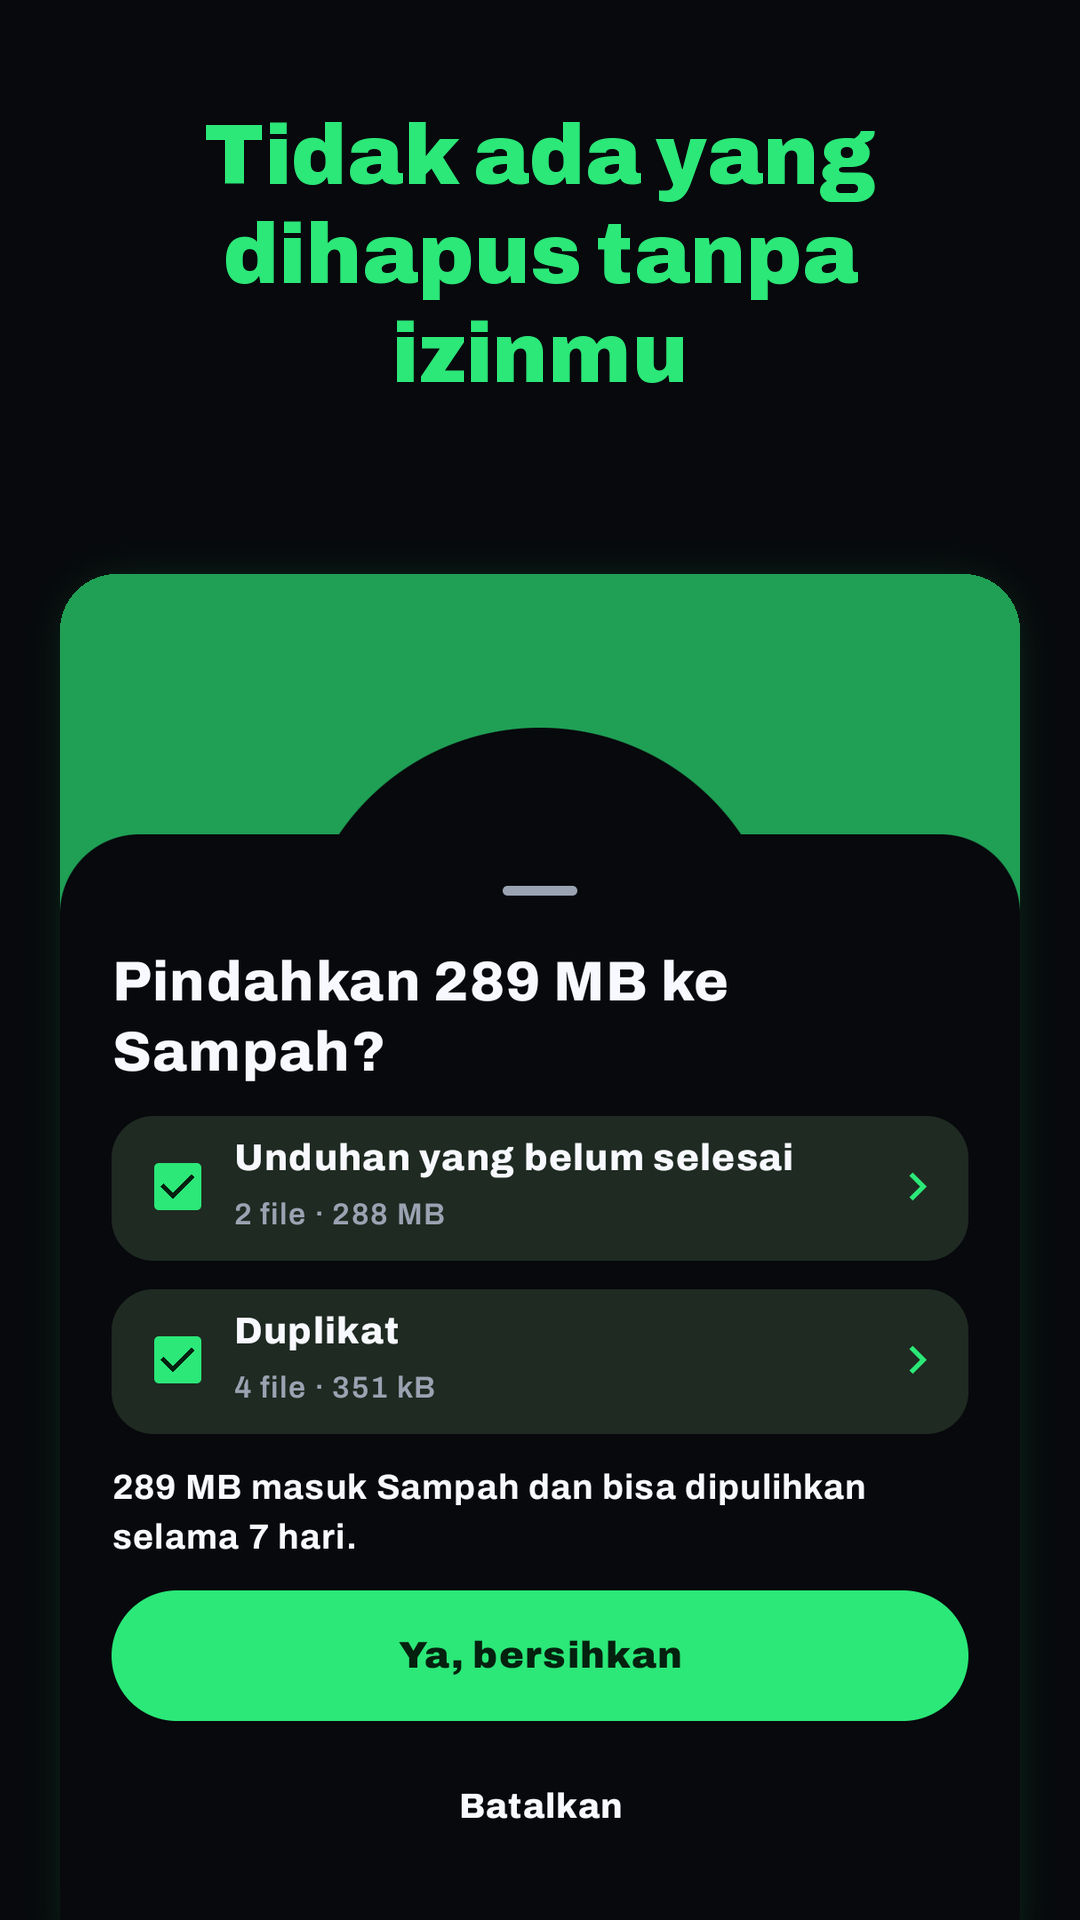 Tidak ada yang
dihapus tanpa
izinmu
Pindahkan 289 MB ke
Sampah?
Unduhan yang belum selesai
2 file · 288 MB
Duplikat
4 file · 351 kB
289 MB masuk Sampah dan bisa dipulihkan
selama 7 hari.
Ya, bersihkan
Batalkan